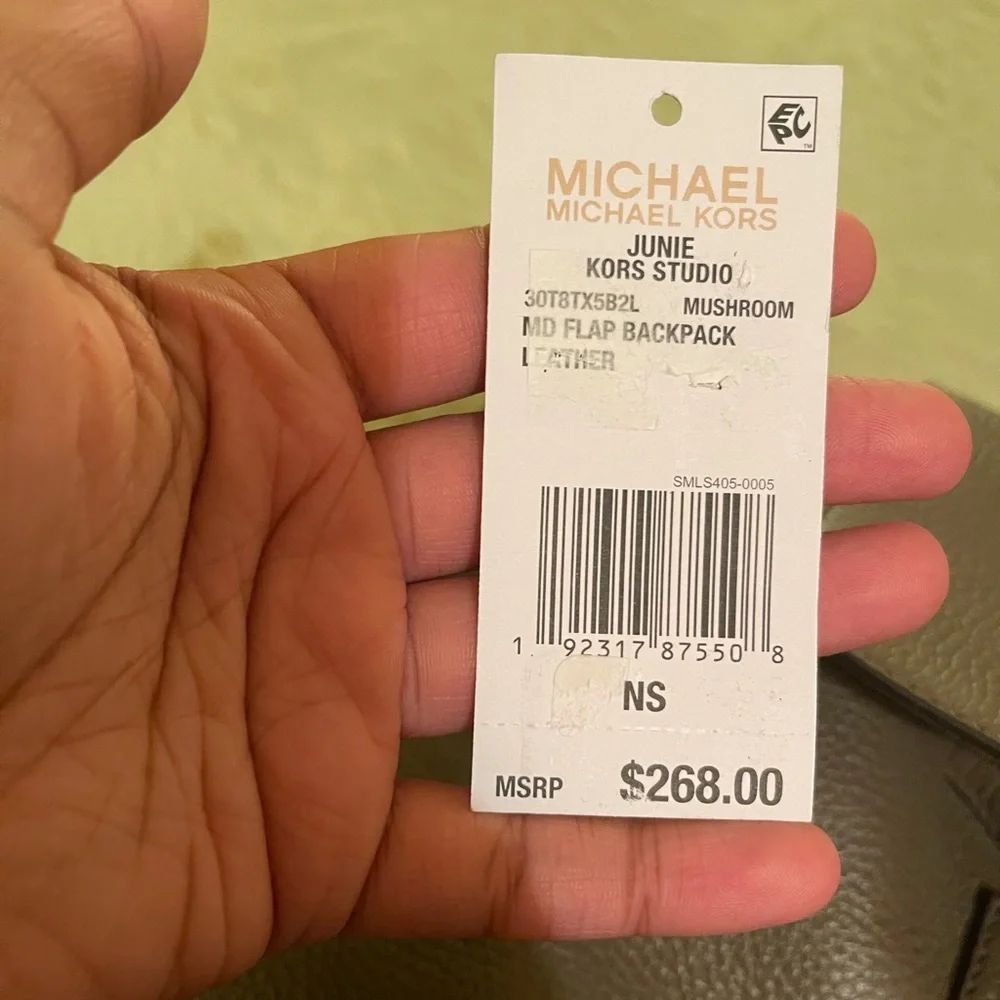 EPC
TM
MICHAEL
MICHAEL KORS
JUNIE
KORS STUDIO
30T8TX5B2L MUSHROOM
MD FLAP BACKPACK
LEATHER
SMLS405-0005
1 92317 87550 8
NS
MSRP $268.00